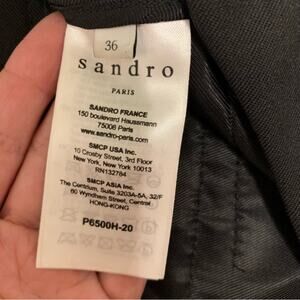 36
sandro
PARIS
SANDRO FRANCE
150 boulevard Haussmann
75008 Paris
www.sandro-paris.com
SMCP USA Inc.
10 Crosby Street, 3rd Floor
New York, New York 10013
RN132784
SMCP ASIA Inc.
The Centrium, Suite 3203A-5A, 32/F
60 Wyndham Street, Central
HONG-KONG
P6500H-20